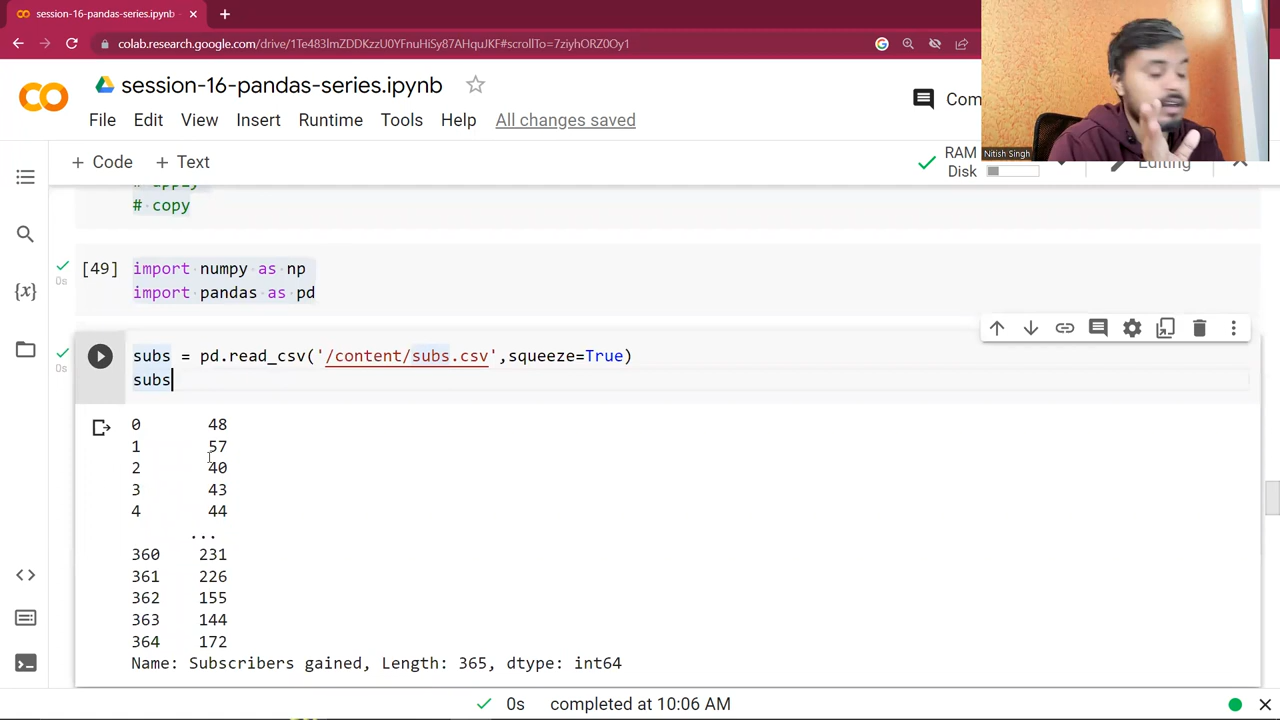 session-16-pandas-series.ipynb
colab.research.google.com/drive/1Te483lmZDDKzzU0YFnuHiSy87AHquJKF#scrollTo=7ziyhORZ0Oy1
session-16-pandas-series.ipynb
File Edit View Insert Runtime Tools Help All changes saved
Com
Nitish Singh
+ Code + Text
RAM
Disk
Editing
# apply
# copy
[49] import numpy as np
import pandas as pd
0s
subs = pd.read_csv('/content/subs.csv',squeeze=True)
subs
0s
0 48
1 57
2 40
3 43
4 44
...
360 231
361 226
362 155
363 144
364 172
Name: Subscribers gained, Length: 365, dtype: int64
0s completed at 10:06 AM